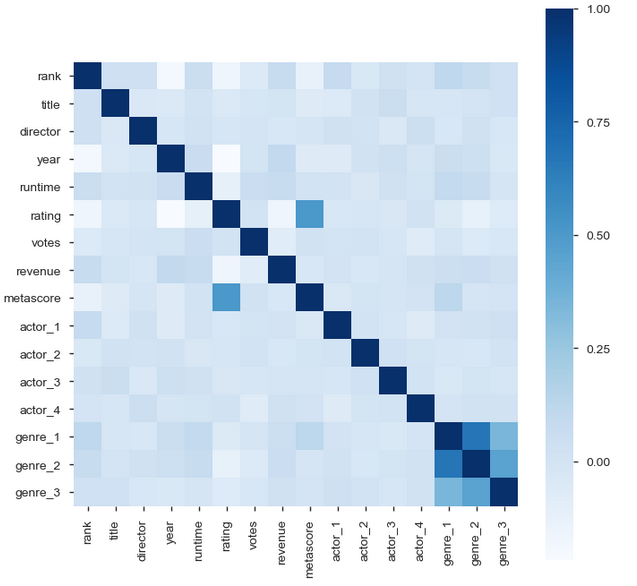 1.00
0.75
0.50
0.25
0.00
rank
title
director
year
runtime
rating
votes
revenue
metascore
actor_1
actor_2
actor_3
actor_4
genre_1
genre_2
genre_3
rank
title
director
year
runtime
rating
votes
revenue
metascore
actor_1
actor_2
actor_3
actor_4
genre_1
genre_2
genre_3